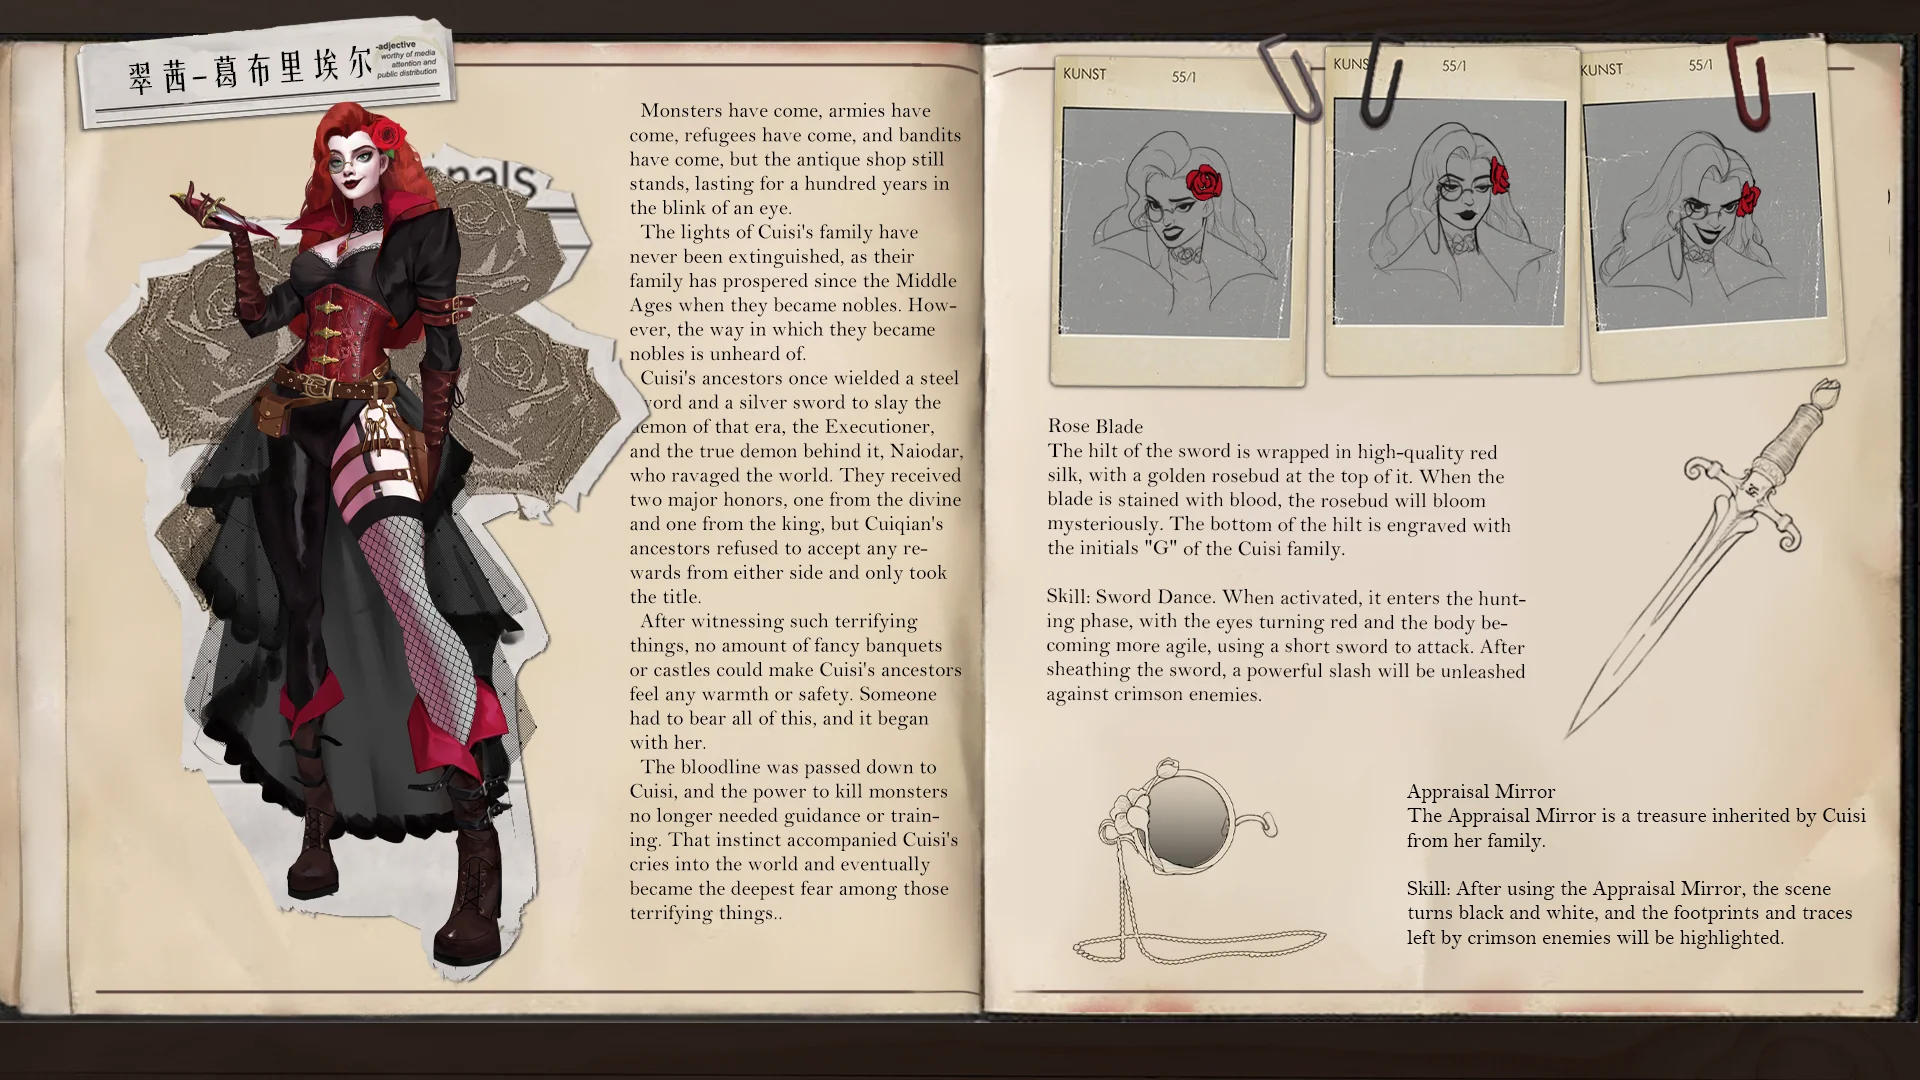 翠茜-葛布里埃尔
-adjective
worthy of media
attention and
public distribution
nals
Monsters have come, armies have
come, refugees have come, and bandits
have come, but the antique shop still
stands, lasting for a hundred years in
the blink of an eye.
The lights of Cuisi's family have
never been extinguished, as their
family has prospered since the Middle
Ages when they became nobles. How-
ever, the way in which they became
nobles is unheard of.
Cuisi's ancestors once wielded a steel
word and a silver sword to slay the
emon of that era, the Executioner,
and the true demon behind it, Naiodar,
who ravaged the world. They received
two major honors, one from the divine
and one from the king, but Cuiqian's
ancestors refused to accept any re-
wards from either side and only took
the title.
After witnessing such terrifying
things, no amount of fancy banquets
or castles could make Cuisi's ancestors
feel any warmth or safety. Someone
had to bear all of this, and it began
with her.
The bloodline was passed down to
Cuisi, and the power to kill monsters
no longer needed guidance or train-
ing. That instinct accompanied Cuisi's
cries into the world and eventually
became the deepest fear among those
terrifying things..
KUNST 55/1
KUNS 55/1
KUNST 55/1
Rose Blade
The hilt of the sword is wrapped in high-quality red
silk, with a golden rosebud at the top of it. When the
blade is stained with blood, the rosebud will bloom
mysteriously. The bottom of the hilt is engraved with
the initials "G" of the Cuisi family.
Skill: Sword Dance. When activated, it enters the hunt-
ing phase, with the eyes turning red and the body be-
coming more agile, using a short sword to attack. After
sheathing the sword, a powerful slash will be unleashed
against crimson enemies.
Appraisal Mirror
The Appraisal Mirror is a treasure inherited by Cuisi
from her family.
Skill: After using the Appraisal Mirror, the scene
turns black and white, and the footprints and traces
left by crimson enemies will be highlighted.